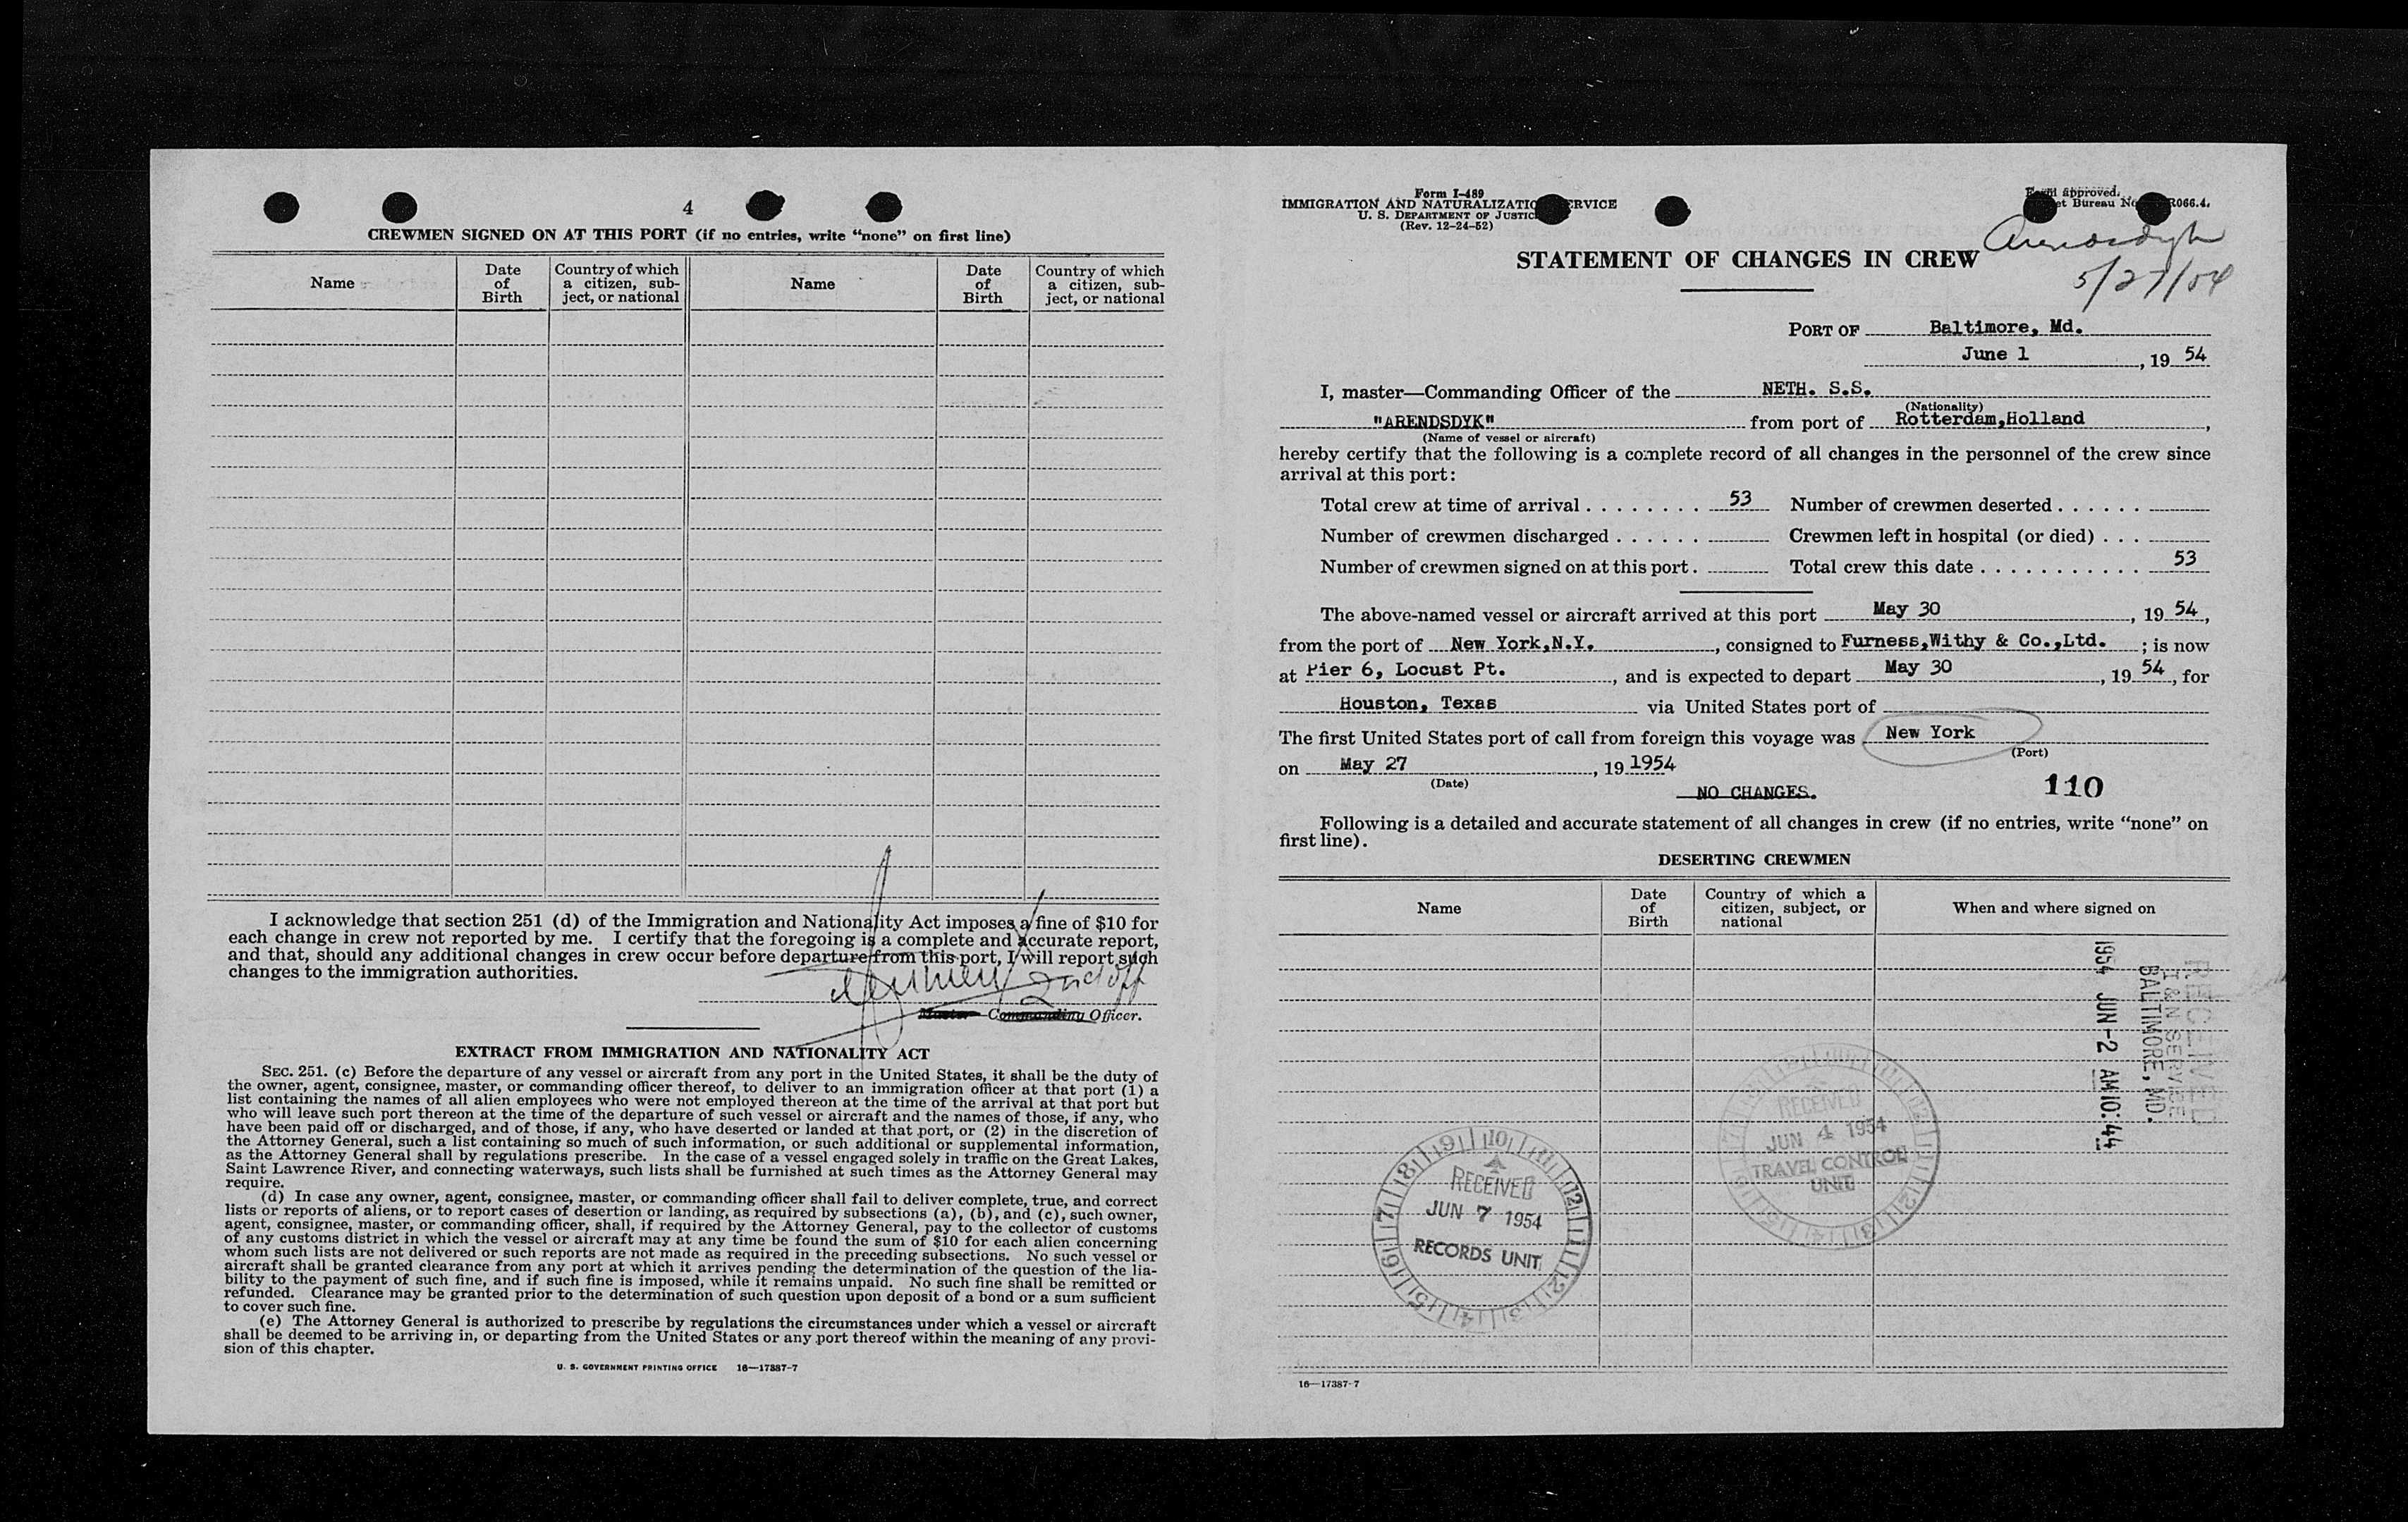 4
CREWMEN SIGNED ON AT THIS PORT (if no entries, write “none” on first line)
Name
Date of Birth
Country of which a citizen, subject, or national
Name
Date of Birth
Country of which a citizen, subject, or national
I acknowledge that section 251 (d) of the Immigration and Nationality Act imposes a fine of $10 for
each change in crew not reported by me. I certify that the foregoing is a complete and accurate report,
and that, should any additional changes in crew occur before departure from this port, I will report such
changes to the immigration authorities.
2nd off
Master—Commanding Officer.
EXTRACT FROM IMMIGRATION AND NATIONALITY ACT
SEC. 251. (c) Before the departure of any vessel or aircraft from any port in the United States, it shall be the duty of
the owner, agent, consignee, master, or commanding officer thereof, to deliver to an immigration officer at that port (1) a
list containing the names of all alien employees who were not employed thereon at the time of the arrival at that port but
who will leave such port thereon at the time of the departure of such vessel or aircraft and the names of those, if any, who
have been paid off or discharged, and of those, if any, who have deserted or landed at that port, or (2) in the discretion of
the Attorney General, such a list containing so much of such information, or such additional or supplemental information,
as the Attorney General shall by regulations prescribe. In the case of a vessel engaged solely in traffic on the Great Lakes,
Saint Lawrence River, and connecting waterways, such lists shall be furnished at such times as the Attorney General may
require.
(d) In case any owner, agent, consignee, master, or commanding officer shall fail to deliver complete, true, and correct
lists or reports of aliens, or to report cases of desertion or landing, as required by subsections (a), (b), and (c), such owner,
agent, consignee, master, or commanding officer, shall, if required by the Attorney General, pay to the collector of customs
of any customs district in which the vessel or aircraft may at any time be found the sum of $10 for each alien concerning
whom such lists are not delivered or such reports are not made as required in the preceding subsections. No such vessel or
aircraft shall be granted clearance from any port at which it arrives pending the determination of the question of the lia-
bility to the payment of such fine, and if such fine is imposed, while it remains unpaid. No such fine shall be remitted or
refunded. Clearance may be granted prior to the determination of such question upon deposit of a bond or a sum sufficient
to cover such fine.
(e) The Attorney General is authorized to prescribe by regulations the circumstances under which a vessel or aircraft
shall be deemed to be arriving in, or departing from the United States or any port thereof within the meaning of any provi-
sion of this chapter.
U. S. GOVERNMENT PRINTING OFFICE 16—17387-7
Form I-489
IMMIGRATION AND NATURALIZATION SERVICE
U. S. DEPARTMENT OF JUSTICE
(Rev. 12-24-52)
Form approved.
et Bureau No. R066.4.
Arendsdyk
5/27/54
STATEMENT OF CHANGES IN CREW
PORT OF Baltimore, Md.
June 1, 19 54
I, master—Commanding Officer of the NETH. S.S.
(Nationality)
"ARENDSDYK" from port of Rotterdam,Holland,
(Name of vessel or aircraft)
hereby certify that the following is a complete record of all changes in the personnel of the crew since
arrival at this port:
Total crew at time of arrival . . . . . . . . 53 Number of crewmen deserted . . . . . .
Number of crewmen discharged . . . . . . Crewmen left in hospital (or died) . . .
Number of crewmen signed on at this port . Total crew this date . . . . . . . . . . . . 53
The above-named vessel or aircraft arrived at this port May 30, 19 54,
from the port of New York,N.Y., consigned to Furness,Withy & Co.,Ltd. ; is now
at Pier 6, Locust Pt., and is expected to depart May 30, 19 54, for
Houston, Texas via United States port of
The first United States port of call from foreign this voyage was New York
(Port)
on May 27, 19 1954
(Date)
NO CHANGES.
110
Following is a detailed and accurate statement of all changes in crew (if no entries, write “none” on
first line).
DESERTING CREWMEN
Name
Date of Birth
Country of which a citizen, subject, or national
When and where signed on
RECEIVED
I & N SERVICE
BALTIMORE, MD.
1954 JUN -2 AM 10:44
RECEIVED
JUN 4 1954
TRAVEL CONTROL
UNIT
RECEIVED
JUN 7 1954
RECORDS UNIT
16—17387-7